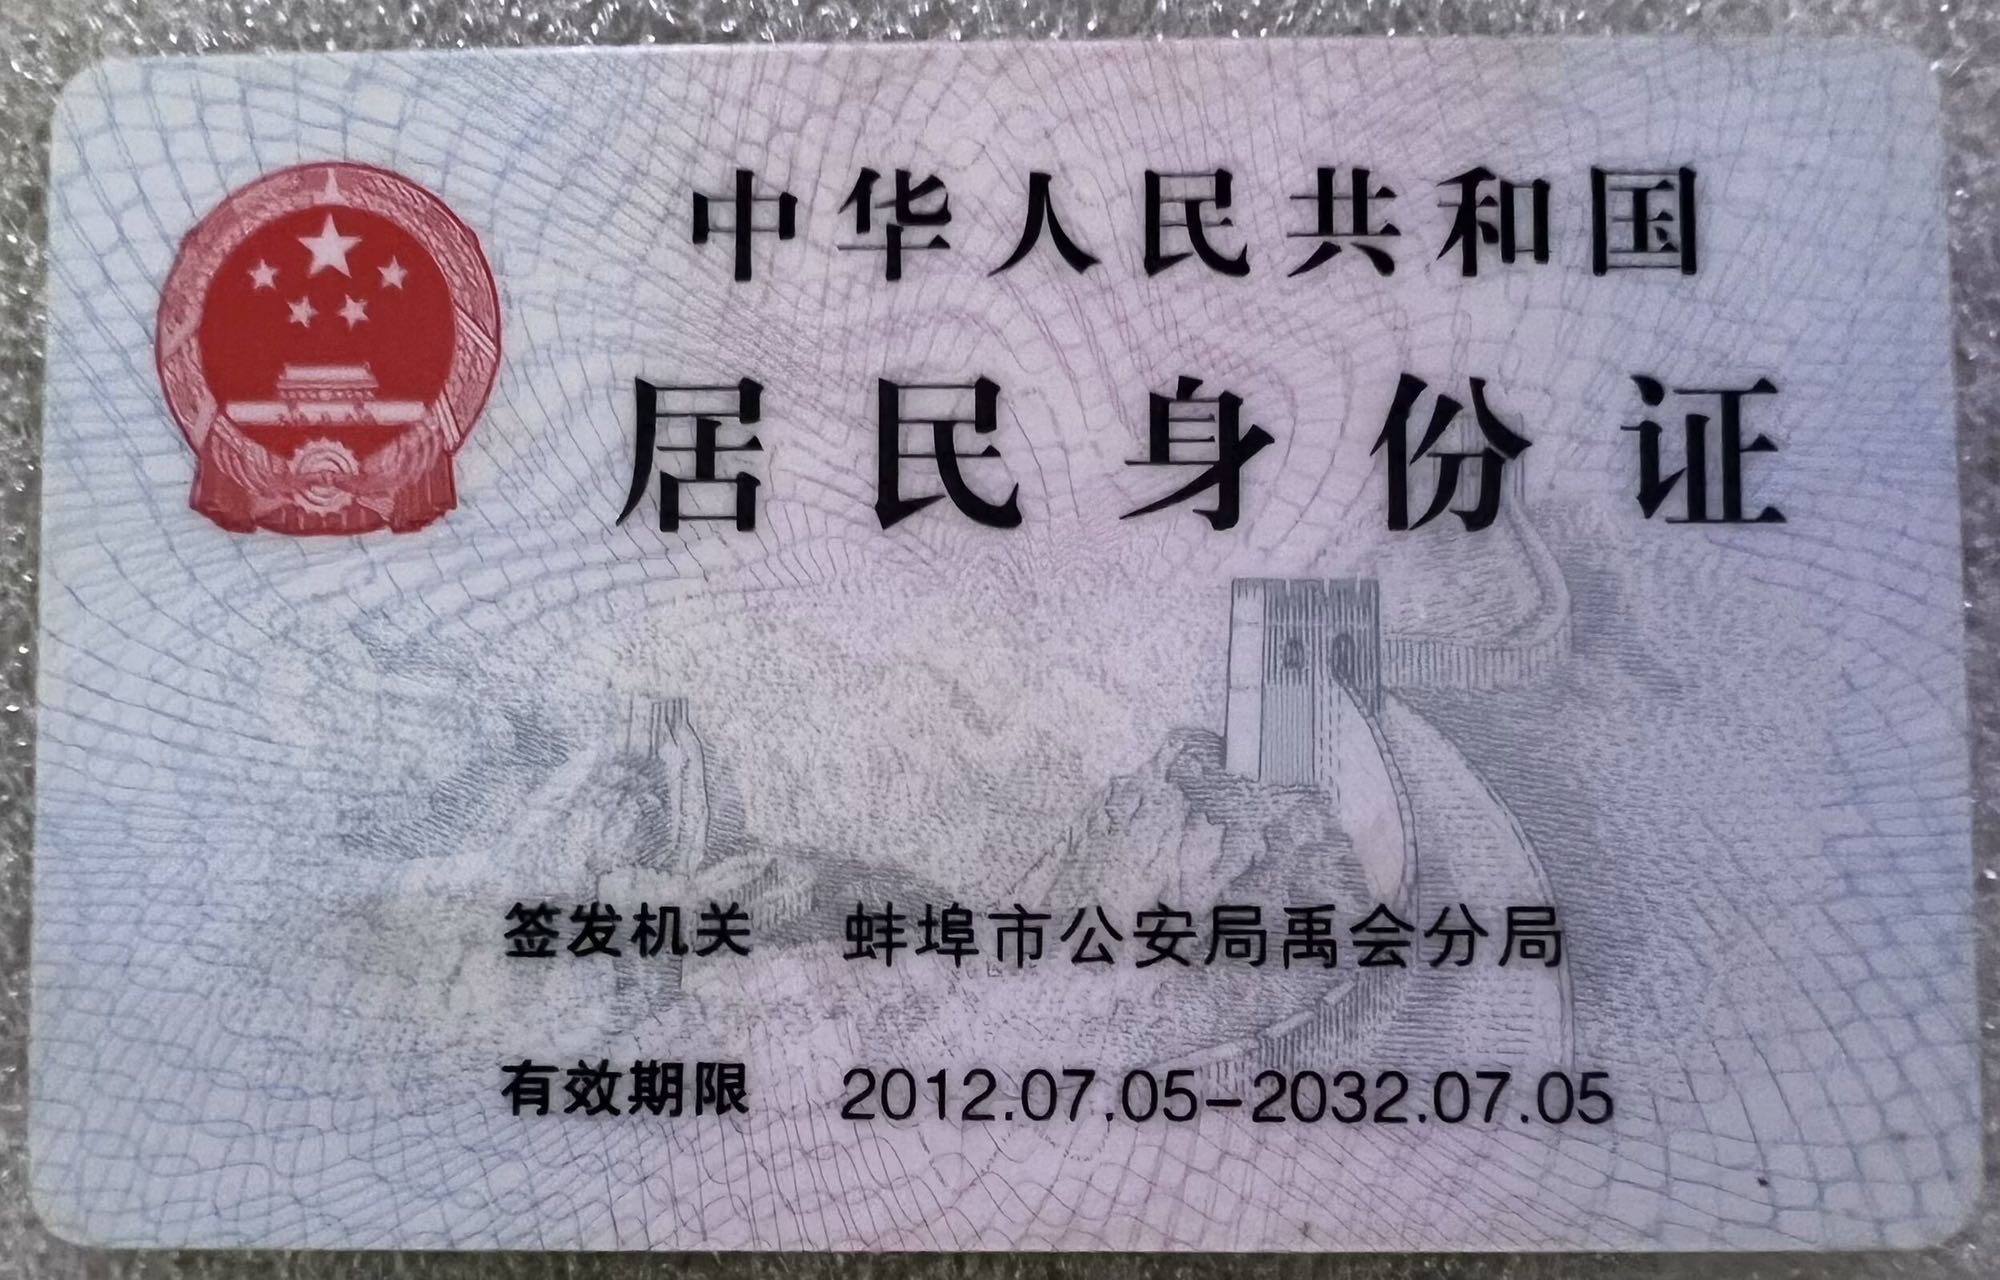 中华人民共和国
居民身份证
签发机关 蚌埠市公安局禹会分局
有效期限 2012.07.05-2032.07.05